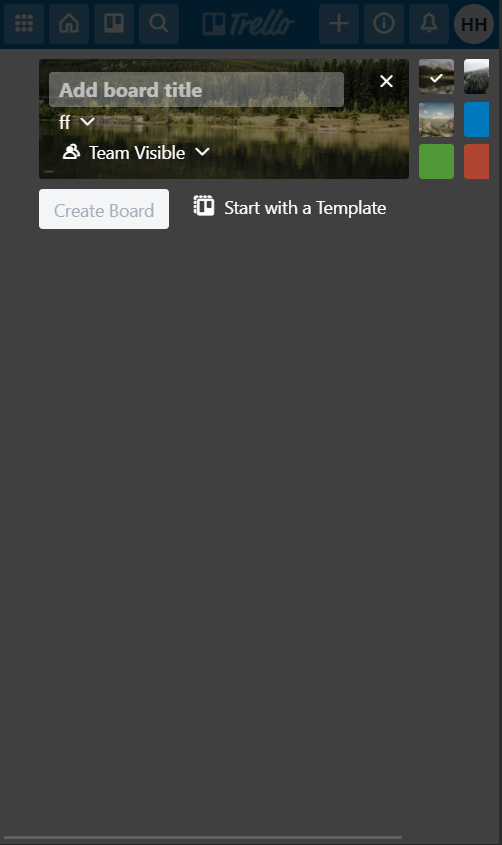 Trello
HH
Add board title
ff
Team Visible
Create Board
Start with a Template